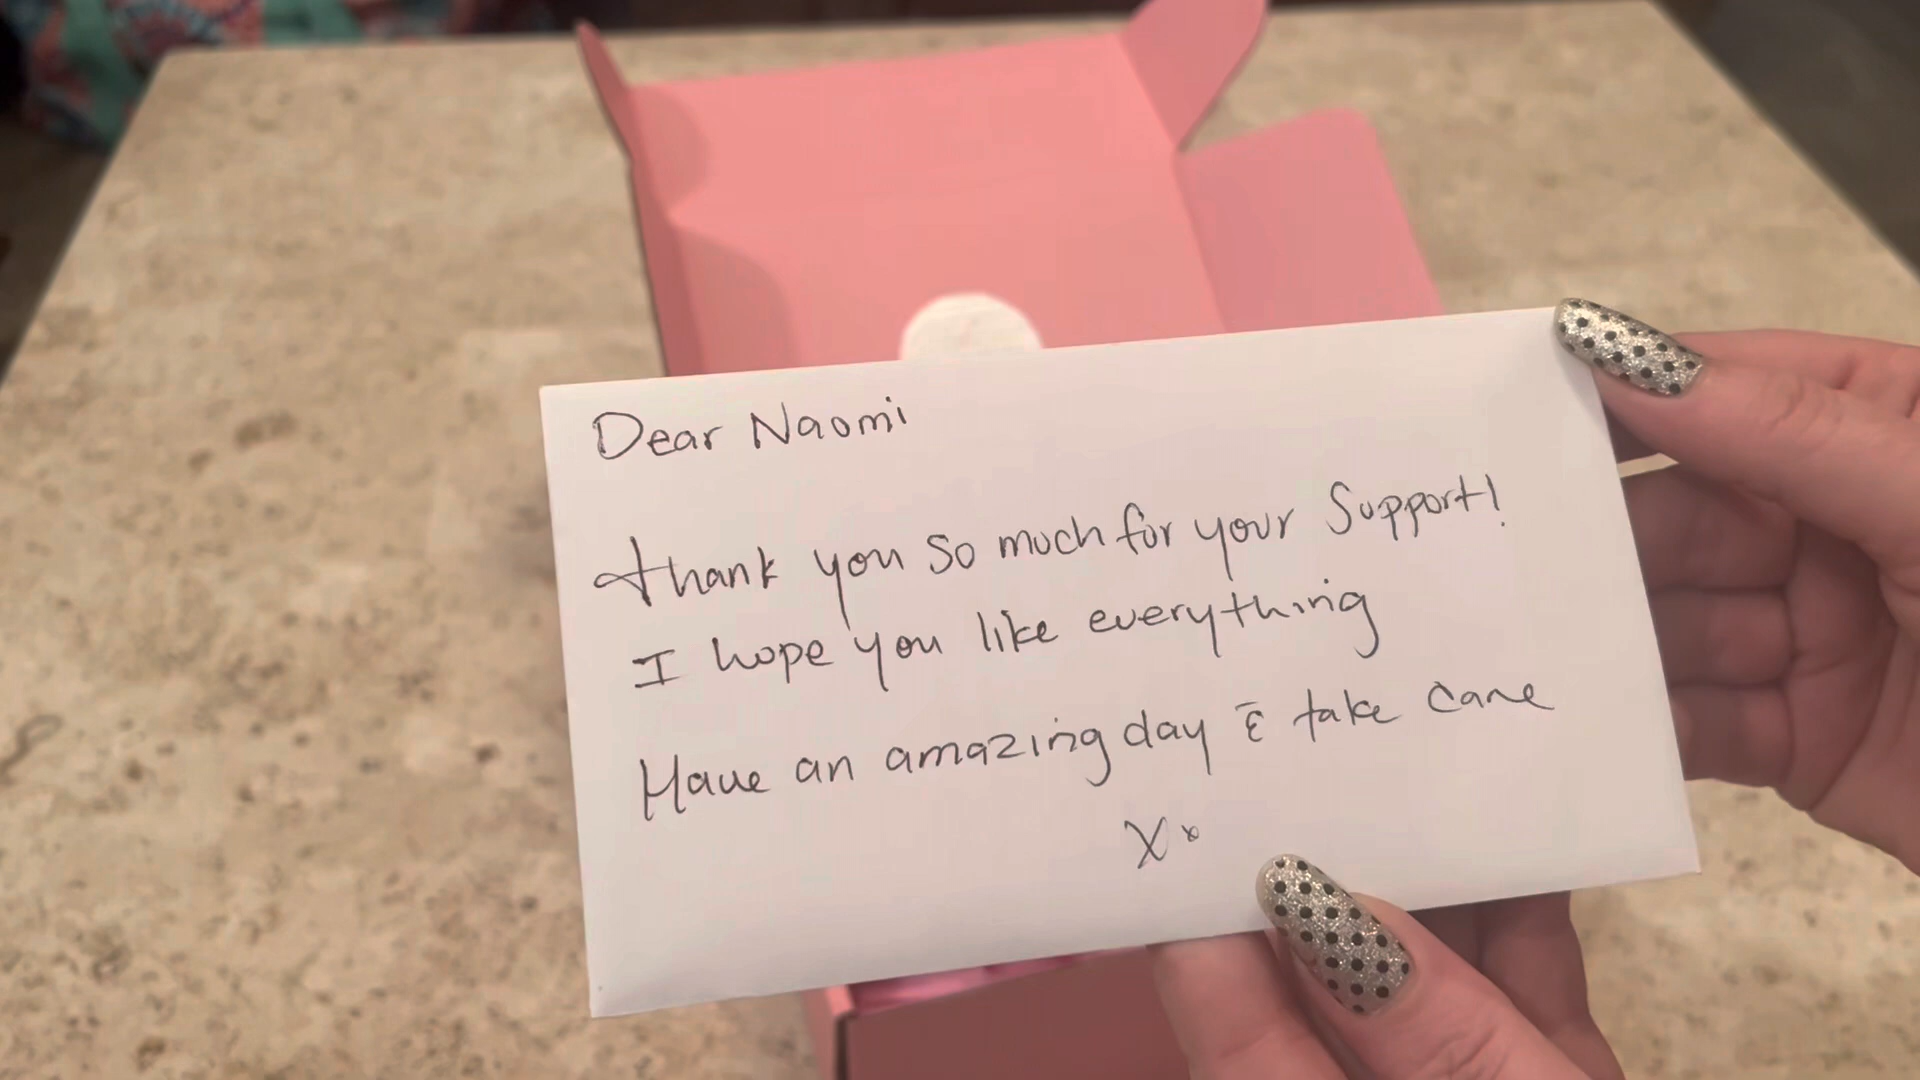 Dear Naomi
Thank you so much for your Support!
I hope you like everything
Have an amazing day & take care
Xx